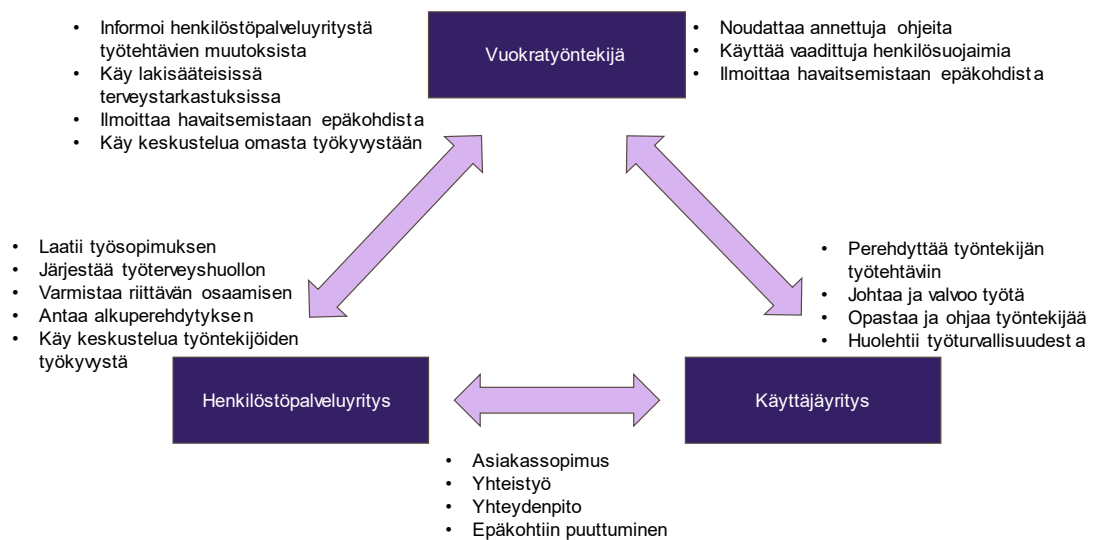 • Informoi henkilöstöpalveluyritystä
työtehtävien muutoksista
• Käy lakisääteisissä
terveystarkastuksissa
• Ilmoittaa havaitsemistaan epäkohdista
• Käy keskustelua omasta työkyvystään
Vuokratyöntekijä
• Noudattaa annettuja ohjeita
• Käyttää vaadittuja henkilösuojaimia
• Ilmoittaa havaitsemistaan epäkohdista
• Laatii työsopimuksen
• Järjestää työterveyshuollon
• Varmistaa riittävän osaamisen
• Antaa alkuperehdytyksen
• Käy keskustelua työntekijöiden
työkyvystä
• Perehdyttää työntekijän
työtehtäviin
• Johtaa ja valvoo työtä
• Opastaa ja ohjaa työntekijää
• Huolehtii työturvallisuudesta
Henkilöstöpalveluyritys
Käyttäjäyritys
• Asiakassopimus
• Yhteistyö
• Yhteydenpito
• Epäkohtiin puuttuminen